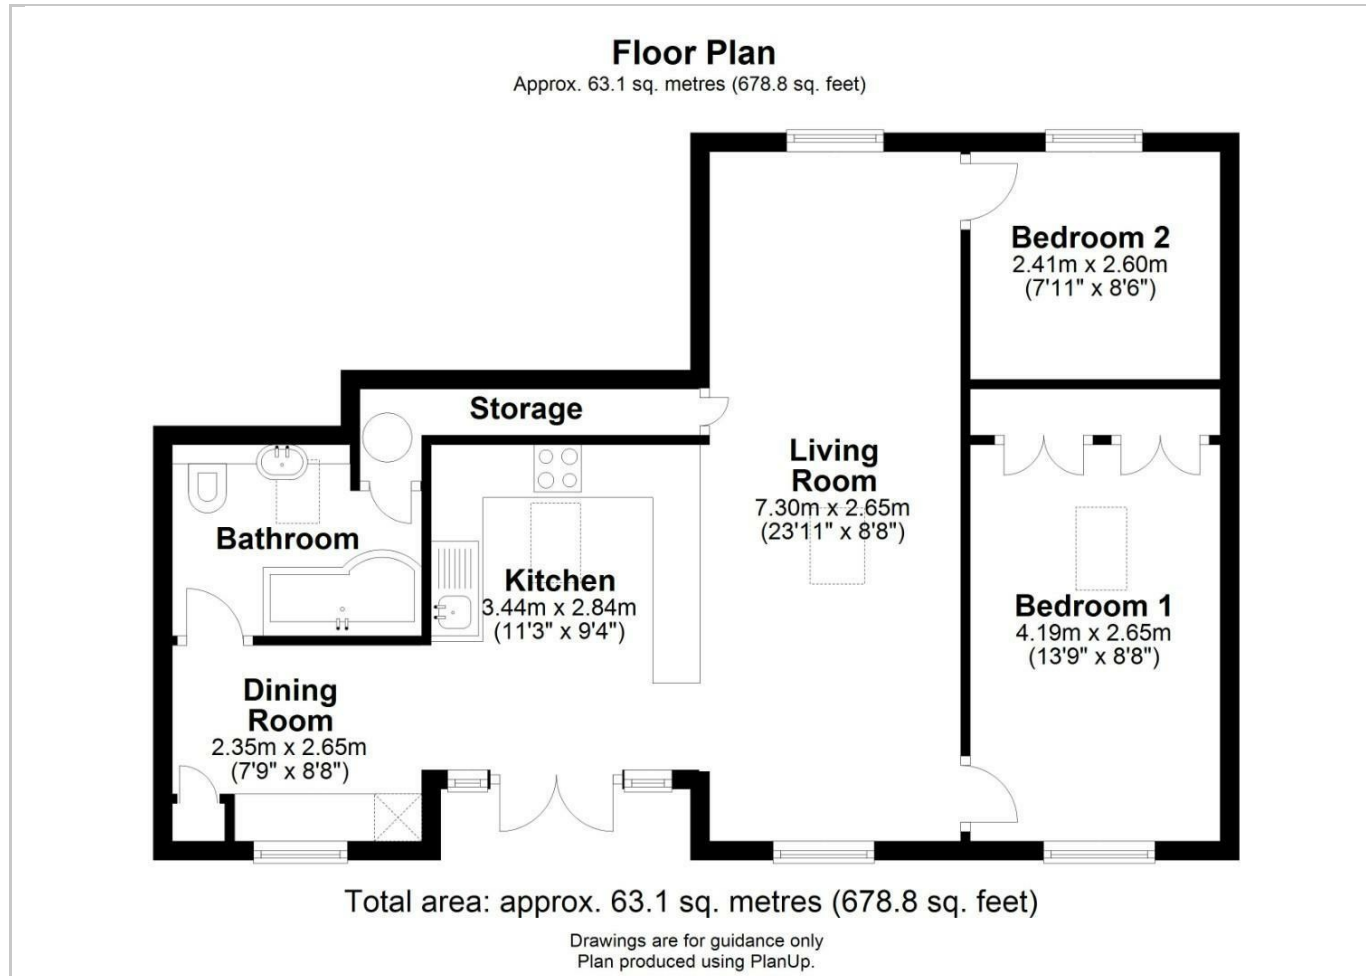 Floor Plan
Approx. 63.1 sq. metres (678.8 sq. feet)
Bedroom 2
2.41m x 2.60m
(7'11" x 8'6")
Storage
Living
Room
7.30m x 2.65m
(23'11" x 8'8")
Bathroom
Kitchen
3.44m x 2.84m
(11'3" x 9'4")
Bedroom 1
4.19m x 2.65m
(13'9" x 8'8")
Dining
Room
2.35m x 2.65m
(7'9" x 8'8")
Total area: approx. 63.1 sq. metres (678.8 sq. feet)
Drawings are for guidance only
Plan produced using PlanUp.